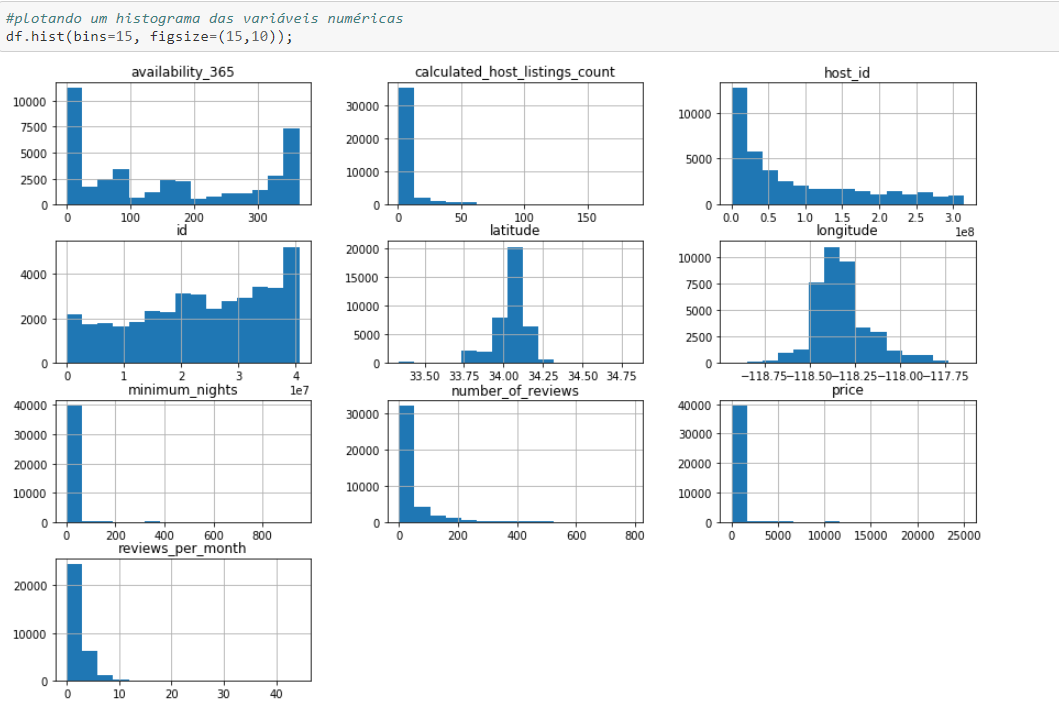 #plotando um histograma das variáveis numéricas
df.hist(bins=15, figsize=(15,10));
availability_365
10000
7500
5000
2500
0
0 100 200 300
calculated_host_listings_count
30000
20000
10000
0
0 50 100 150
host_id
10000
5000
0
0.0 0.5 1.0 1.5 2.0 2.5 3.0
1e8
id
4000
2000
0
0 1 2 3 4
1e7
latitude
20000
15000
10000
5000
0
33.50 33.75 34.00 34.25 34.50 34.75
longitude
10000
7500
5000
2500
0
−118.75−118.50−118.25−118.00−117.75
minimum_nights
40000
30000
20000
10000
0
0 200 400 600 800
number_of_reviews
30000
20000
10000
0
0 200 400 600 800
price
40000
30000
20000
10000
0
0 5000 10000 15000 20000 25000
reviews_per_month
20000
10000
0
0 10 20 30 40